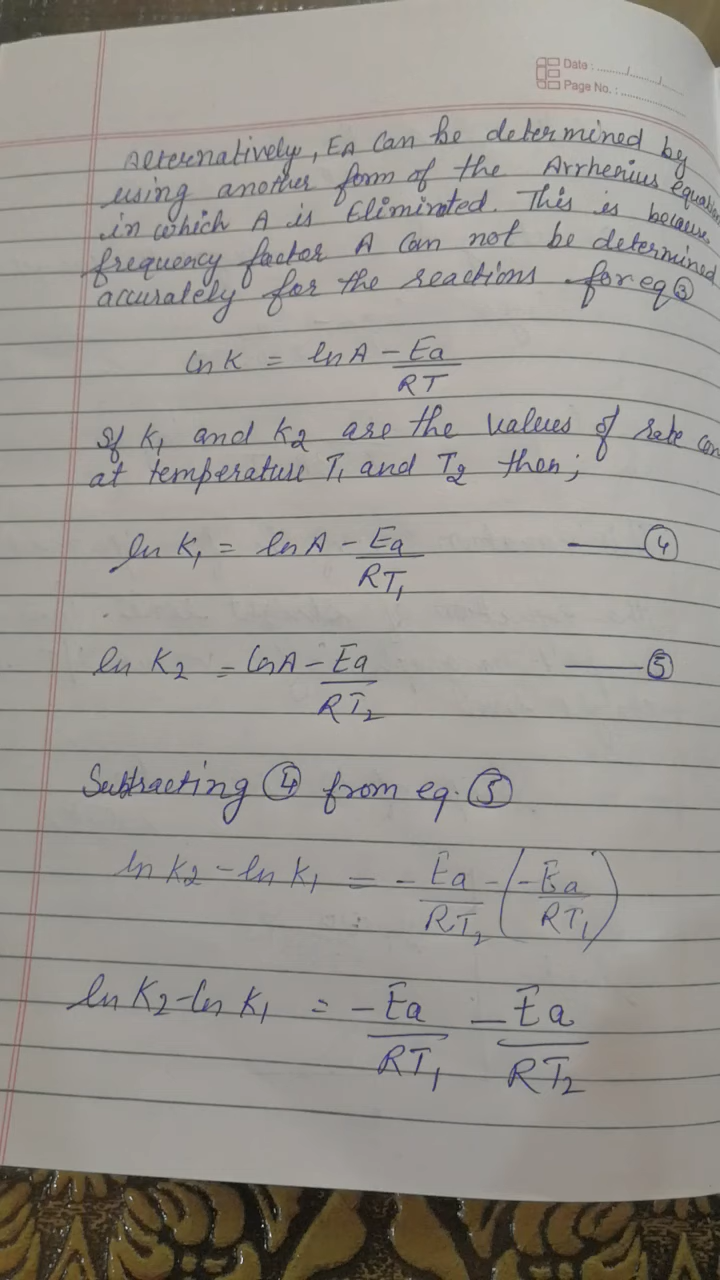 Date : ......./......./.......
Page No. : ................
Alternatively, EA Can be determined by
using another form of the Arrhenius equation
in which A is Eliminated. This is because
frequency factor A Can not be determined
accurately for the reactions for eq ③
ln K = ln A - Ea/RT
If K₁ and K₂ are the values of rate con
at temperature T₁ and T₂ then;
ln K₁ = ln A - Ea/RT₁ —— ④
ln K₂ = ln A - Ea/RT₂ —— ⑤
Subtracting ④ from eq. ⑤
ln K₂ - ln K₁ = - Ea/RT₂ - (- Ea/RT₁)
ln K₂ - ln K₁ = - Ea/RT₁ - Ea/RT₂